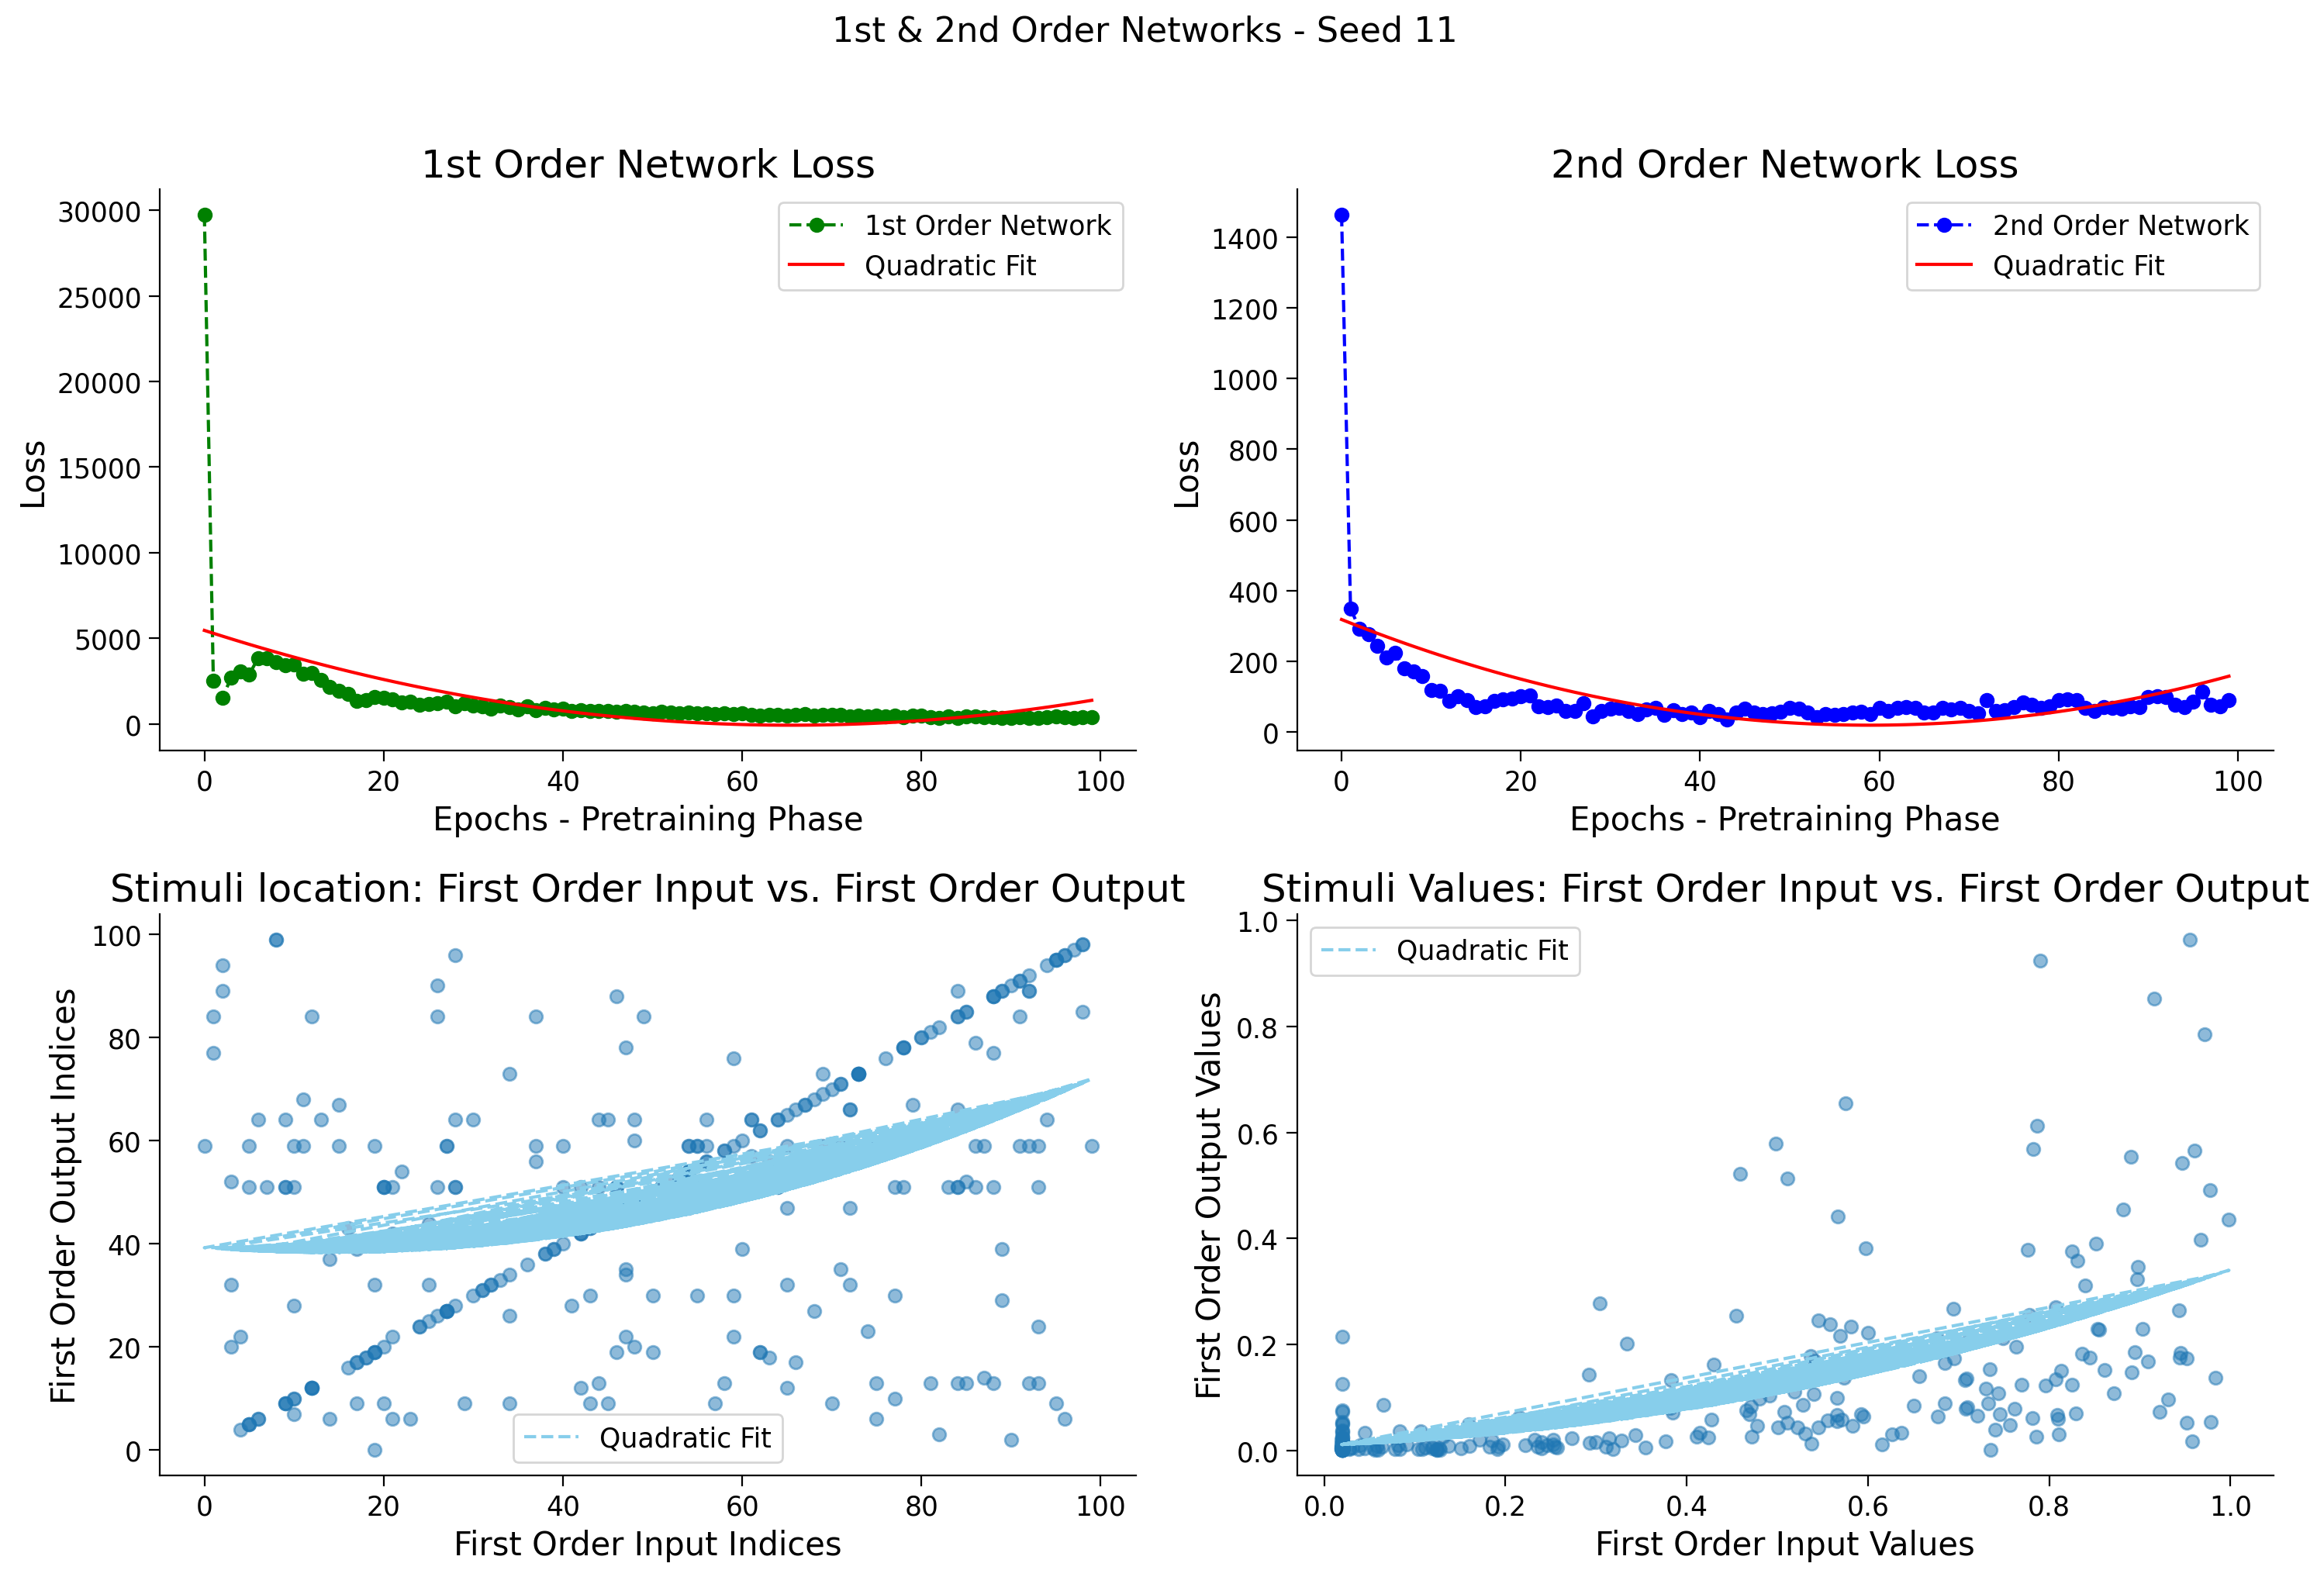 1st & 2nd Order Networks - Seed 11
1st Order Network Loss
30000
25000
20000
15000
10000
5000
0
Loss
1st Order Network
Quadratic Fit
0 20 40 60 80 100
Epochs - Pretraining Phase
2nd Order Network Loss
1400
1200
1000
800
600
400
200
0
Loss
2nd Order Network
Quadratic Fit
0 20 40 60 80 100
Epochs - Pretraining Phase
Stimuli location: First Order Input vs. First Order Output
100
80
60
40
20
0
First Order Output Indices
Quadratic Fit
0 20 40 60 80 100
First Order Input Indices
Stimuli Values: First Order Input vs. First Order Output
1.0
0.8
0.6
0.4
0.2
0.0
First Order Output Values
Quadratic Fit
0.0 0.2 0.4 0.6 0.8 1.0
First Order Input Values